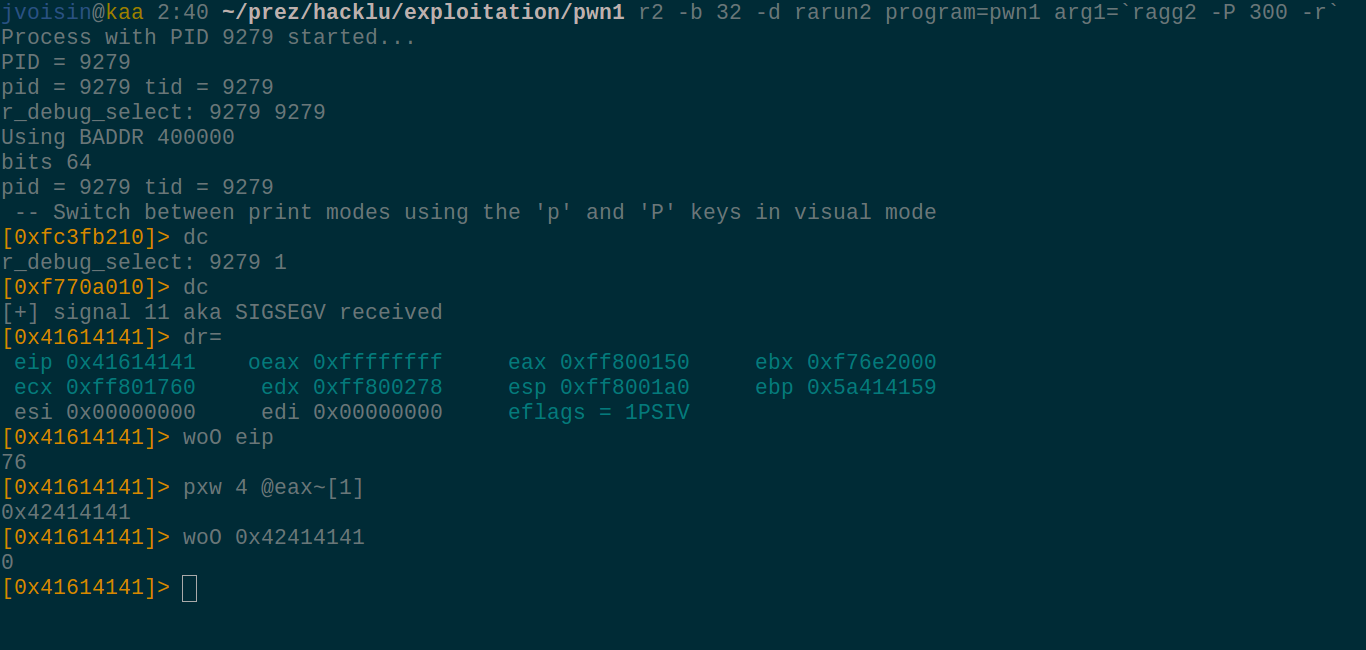 jvoisin@kaa 2:40 ~/prez/hacklu/exploitation/pwn1 r2 -b 32 -d rarun2 program=pwn1 arg1=`ragg2 -P 300 -r`
Process with PID 9279 started...
PID = 9279
pid = 9279 tid = 9279
r_debug_select: 9279 9279
Using BADDR 400000
bits 64
pid = 9279 tid = 9279
 -- Switch between print modes using the 'p' and 'P' keys in visual mode
[0xfc3fb210]> dc
r_debug_select: 9279 1
[0xf770a010]> dc
[+] signal 11 aka SIGSEGV received
[0x41614141]> dr=
 eip 0x41614141    oeax 0xffffffff     eax 0xff800150     ebx 0xf76e2000
 ecx 0xff801760     edx 0xff800278     esp 0xff8001a0     ebp 0x5a414159
 esi 0x00000000     edi 0x00000000     eflags = 1PSIV
[0x41614141]> woO eip
76
[0x41614141]> pxw 4 @eax~[1]
0x42414141
[0x41614141]> woO 0x42414141
0
[0x41614141]>